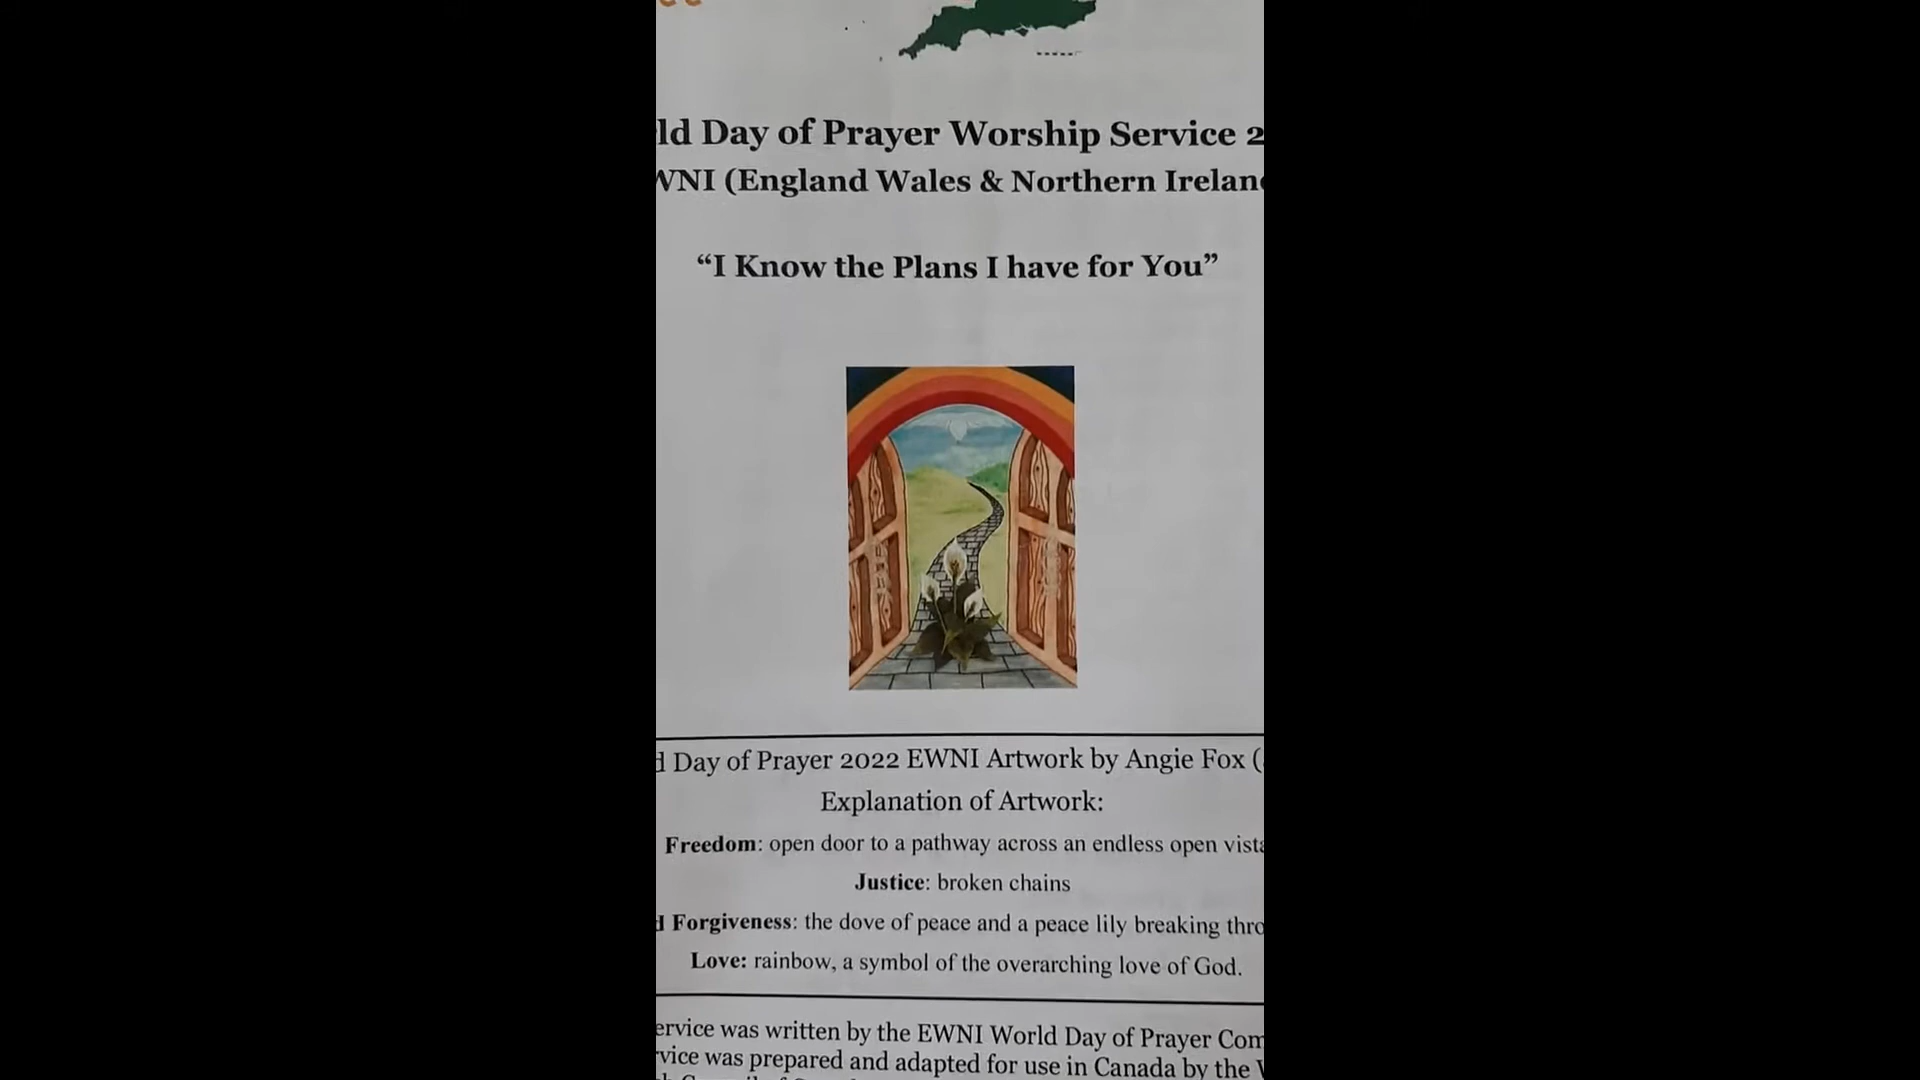 ld Day of Prayer Worship Service 2
WNI (England Wales & Northern Ireland
“I Know the Plans I have for You”
d Day of Prayer 2022 EWNI Artwork by Angie Fox (
Explanation of Artwork:
Freedom: open door to a pathway across an endless open vista
Justice: broken chains
d Forgiveness: the dove of peace and a peace lily breaking thro
Love: rainbow, a symbol of the overarching love of God.
ervice was written by the EWNI World Day of Prayer Com
rvice was prepared and adapted for use in Canada by the W